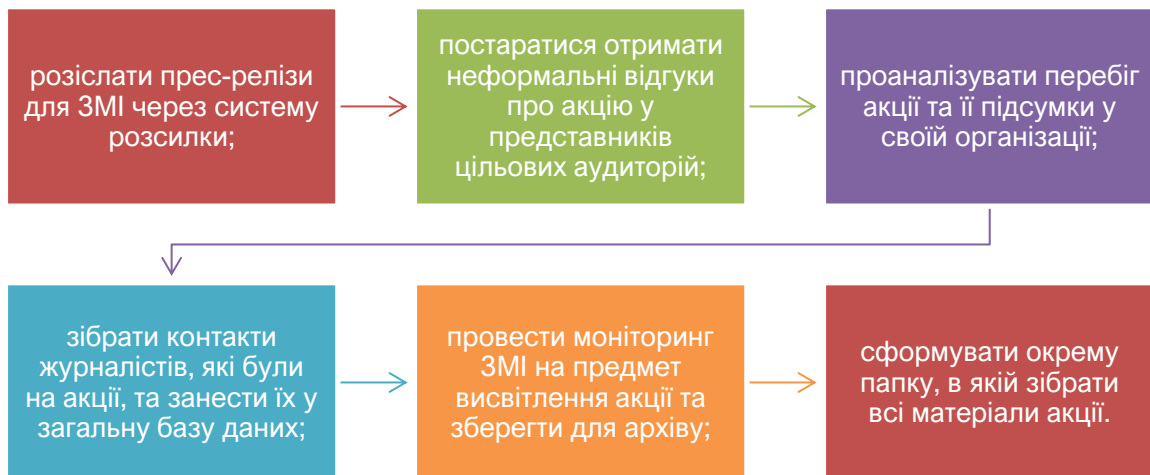 розіслати прес-релізи
для ЗМІ через систему
розсилки;
постаратися отримати
неформальні відгуки
про акцію у
представників
цільових аудиторій;
проаналізувати перебіг
акції та її підсумки у
своїй організації;
зібрати контакти
журналістів, які були
на акції, та занести їх у
загальну базу даних;
провести моніторинг
ЗМІ на предмет
висвітлення акції та
зберегти для архіву;
сформувати окрему
папку, в якій зібрати
всі матеріали акції.